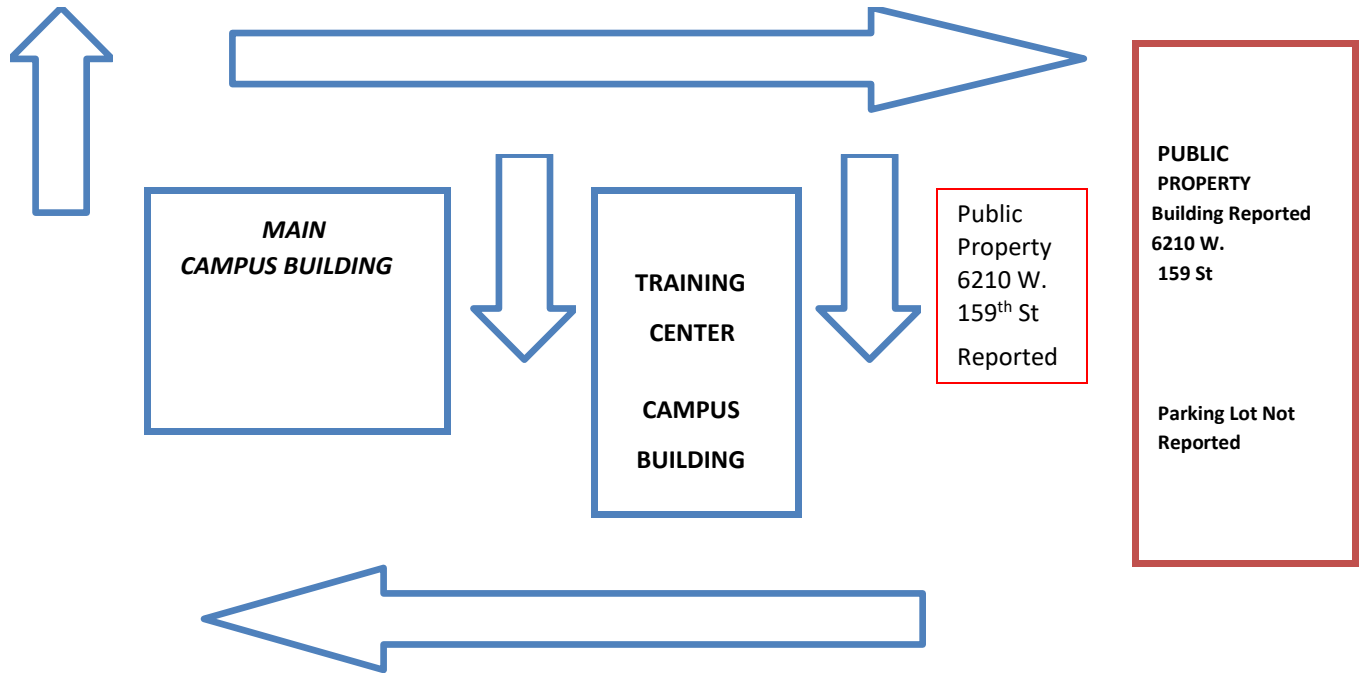 MAIN
CAMPUS BUILDING
TRAINING
CENTER
CAMPUS
BUILDING
Public
Property
6210 W.
159th St
Reported
PUBLIC
PROPERTY
Building Reported
6210 W.
159 St
Parking Lot Not
Reported